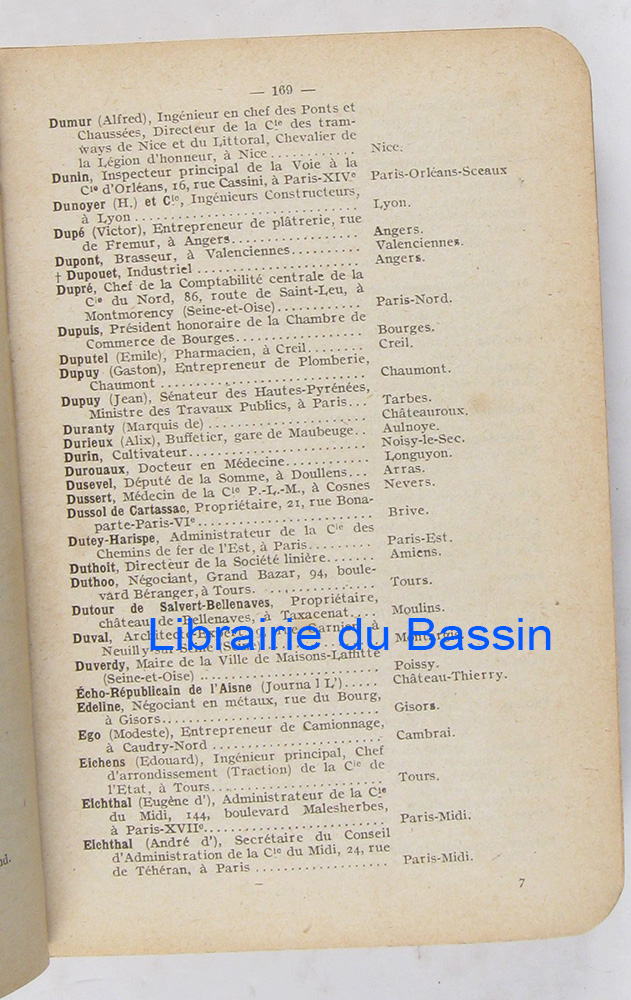 — 169 —
Dumur (Alfred), Ingénieur en chef des Ponts et
Chaussées, Directeur de la Cie des tram-
ways de Nice et du Littoral, Chevalier de
la Légion d'honneur, à Nice........... Nice.
Dunin, Inspecteur principal de la Voie à la
Cie d'Orléans, 16, rue Cassini, à Paris-XIVe Paris-Orléans-Sceaux
Dunoyer (H.) et Cie, Ingénieurs Constructeurs,
à Lyon............................ Lyon.
Dupé (Victor), Entrepreneur de plâtrerie, rue
de Fremur, à Angers................ Angers.
Dupont, Brasseur, à Valenciennes.......... Valenciennes.
† Dupouet, Industriel .................... Angers.
Dupré, Chef de la Comptabilité centrale de la
Cie du Nord, 86, route de Saint-Leu, à
Montmorency (Seine-et-Oise)............ Paris-Nord.
Dupuis, Président honoraire de la Chambre de
Commerce de Bourges.................. Bourges.
Duputel (Emile), Pharmacien, à Creil........ Creil.
Dupuy (Gaston), Entrepreneur de Plomberie,
Chaumont ............................ Chaumont.
Dupuy (Jean), Sénateur des Hautes-Pyrénées,
Ministre des Travaux Publics, à Paris... Tarbes.
Duranty (Marquis de) .................... Châteauroux.
Durieux (Alix), Buffetier, gare de Maubeuge.. Aulnoye.
Durin, Cultivateur........................ Noisy-le-Sec.
Durouaux, Docteur en Médecine............ Longuyon.
Dusevel, Député de la Somme, à Doullens... Arras.
Dussert, Médecin de la Cie P.-L.-M., à Cosnes Nevers.
Dussol de Cartassac, Propriétaire, 21, rue Bona-
parte-Paris-VIe...................... Brive.
Dutey-Harispe, Administrateur de la Cie des
Chemins de fer de l'Est, à Paris......... Paris-Est.
Duthoit, Directeur de la Société linière....... Amiens.
Duthoo, Négociant, Grand Bazar, 94, boule-
vard Béranger, à Tours................ Tours.
Dutour de Salvert-Bellenaves, Propriétaire,
château de Bellenaves, à Taxacenat.... Moulins.
Duval, Architecte-Expert, rue Garnier, à
Neuilly-sur-Seine (Seine) Montargis.
Librairie du Bassin
Duverdy, Maire de la Ville de Maisons-Laffitte
(Seine-et-Oise) ........................ Poissy.
Écho-Républicain de l'Aisne (Journa l L')..... Château-Thierry.
Edeline, Négociant en métaux, rue du Bourg,
à Gisors.............................. Gisors.
Ego (Modeste), Entrepreneur de Camionnage,
à Caudry-Nord ........................ Cambrai.
Eichens (Edouard), Ingénieur principal, Chef
d'arrondissement (Traction) de la Cie de
l'Etat, à Tours........................ Tours.
Eichthal (Eugène d'), Administrateur de la Cie
du Midi, 144, boulevard Malesherbes,
à Paris-XVIIe.......................... Paris-Midi.
Eichthal (André d'), Secrétaire du Conseil
d'Administration de la Cie du Midi, 24, rue
de Téhéran, à Paris .................. Paris-Midi.
7